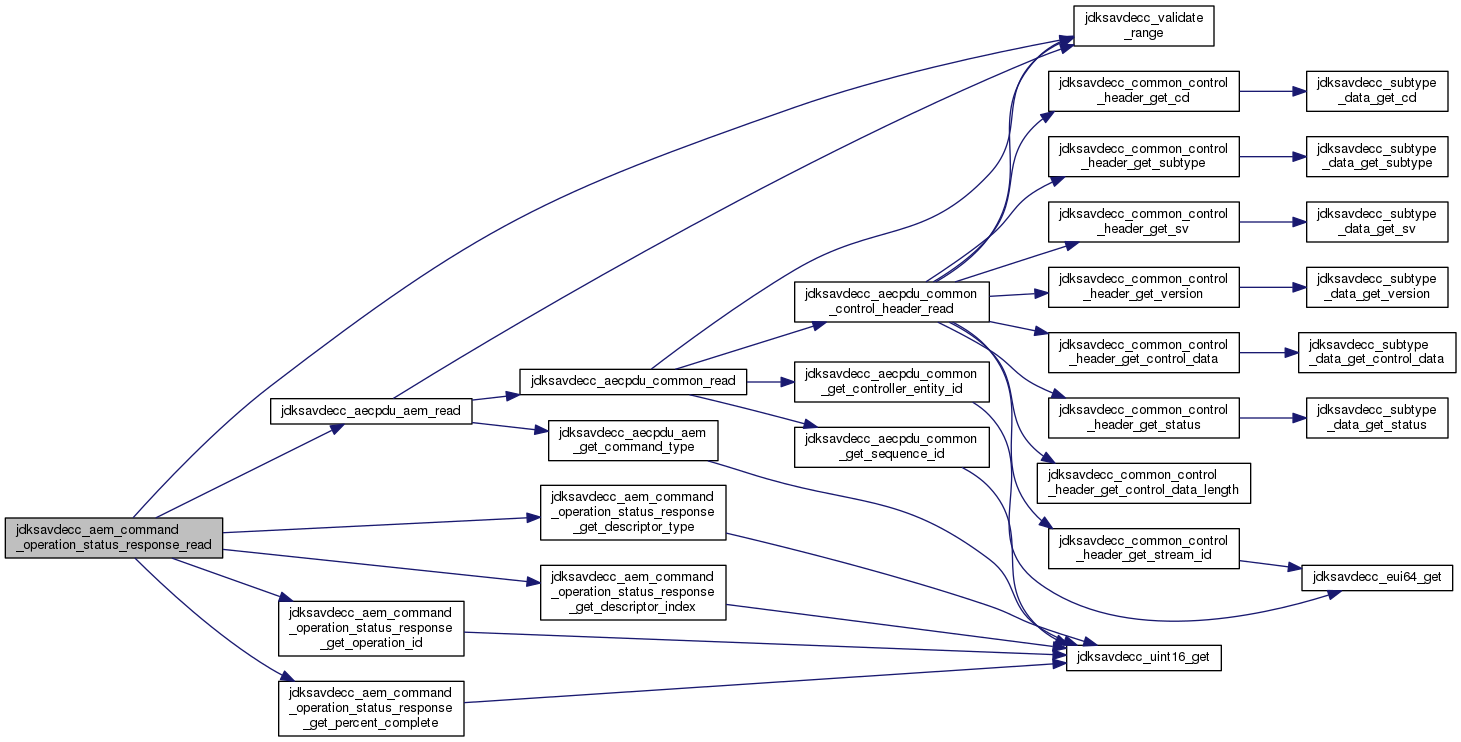 jdksavdecc_validate
_range
jdksavdecc_common_control
_header_get_cd
jdksavdecc_subtype
_data_get_cd
jdksavdecc_common_control
_header_get_subtype
jdksavdecc_subtype
_data_get_subtype
jdksavdecc_common_control
_header_get_sv
jdksavdecc_subtype
_data_get_sv
jdksavdecc_aecpdu_common
_control_header_read
jdksavdecc_common_control
_header_get_version
jdksavdecc_subtype
_data_get_version
jdksavdecc_common_control
_header_get_control_data
jdksavdecc_subtype
_data_get_control_data
jdksavdecc_aecpdu_common_read
jdksavdecc_aecpdu_common
_get_controller_entity_id
jdksavdecc_aecpdu_aem_read
jdksavdecc_common_control
_header_get_status
jdksavdecc_subtype
_data_get_status
jdksavdecc_aecpdu_aem
_get_command_type
jdksavdecc_aecpdu_common
_get_sequence_id
jdksavdecc_common_control
_header_get_control_data_length
jdksavdecc_aem_command
_operation_status_response
_get_descriptor_type
jdksavdecc_aem_command
_operation_status_response_read
jdksavdecc_common_control
_header_get_stream_id
jdksavdecc_eui64_get
jdksavdecc_aem_command
_operation_status_response
_get_descriptor_index
jdksavdecc_aem_command
_operation_status_response
_get_operation_id
jdksavdecc_uint16_get
jdksavdecc_aem_command
_operation_status_response
_get_percent_complete